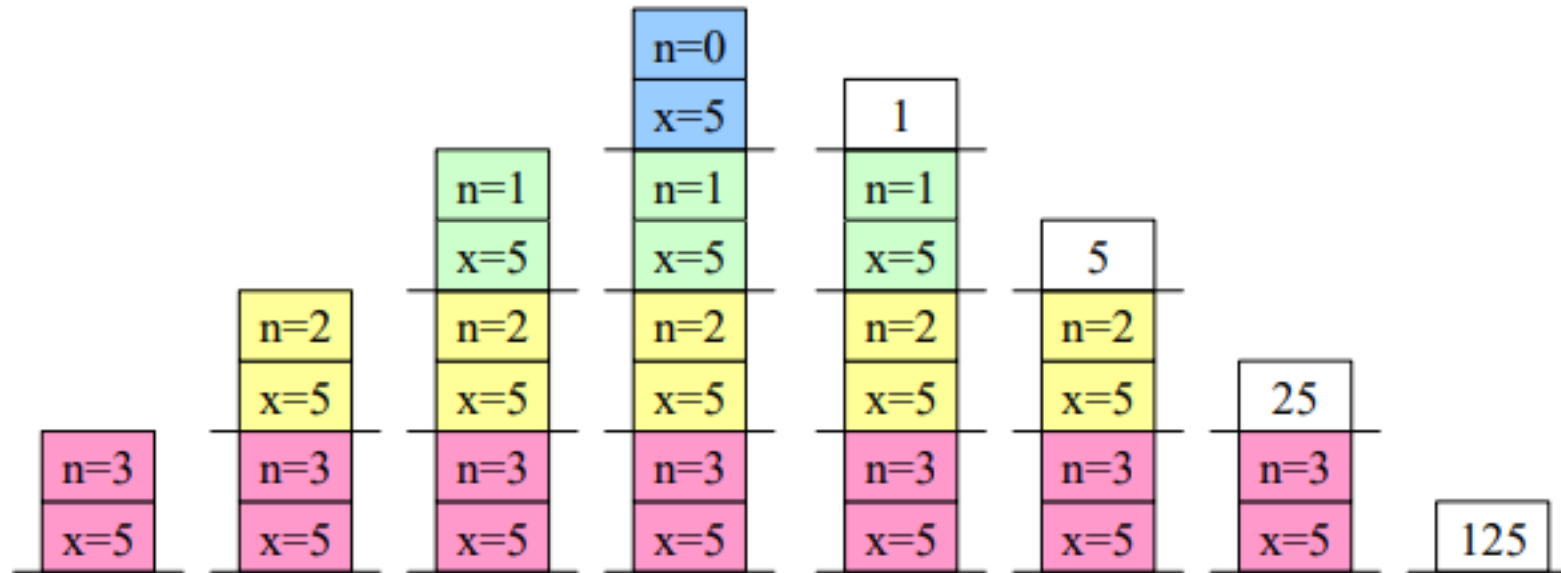 n=0
x=5 1
n=1 n=1 n=1
x=5 x=5 x=5 5
n=2 n=2 n=2 n=2 n=2
x=5 x=5 x=5 x=5 x=5 25
n=3 n=3 n=3 n=3 n=3 n=3 n=3
x=5 x=5 x=5 x=5 x=5 x=5 x=5 125